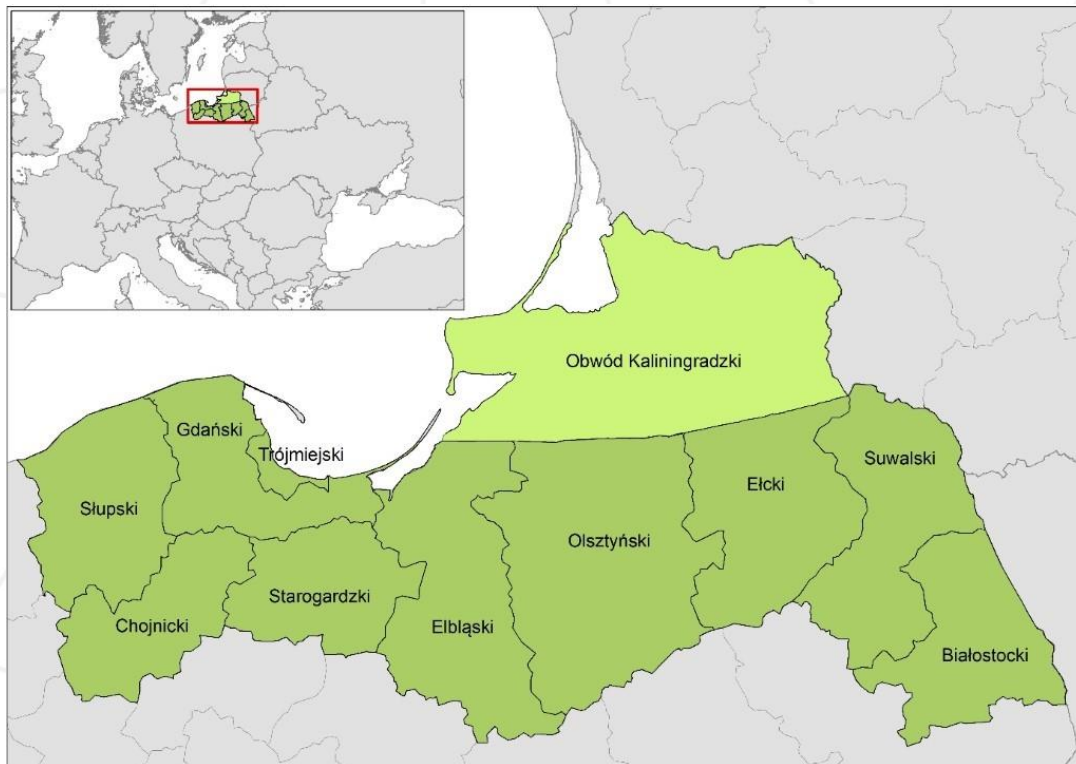 Obwód Kaliningradzki
Gdański
Trójmiejski
Suwalski
Słupski
Ełcki
Olsztyński
Starogardzki
Chojnicki
Elbląski
Białostocki